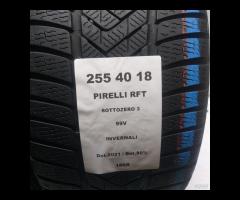 255 40 18
PIRELLI RFT
SOTTOZERO 3
99V
INVERNALI